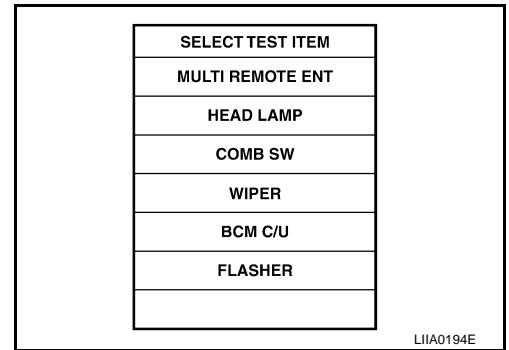 SELECT TEST ITEM
MULTI REMOTE ENT
HEAD LAMP
COMB SW
WIPER
BCM C/U
FLASHER
LIIA0194E